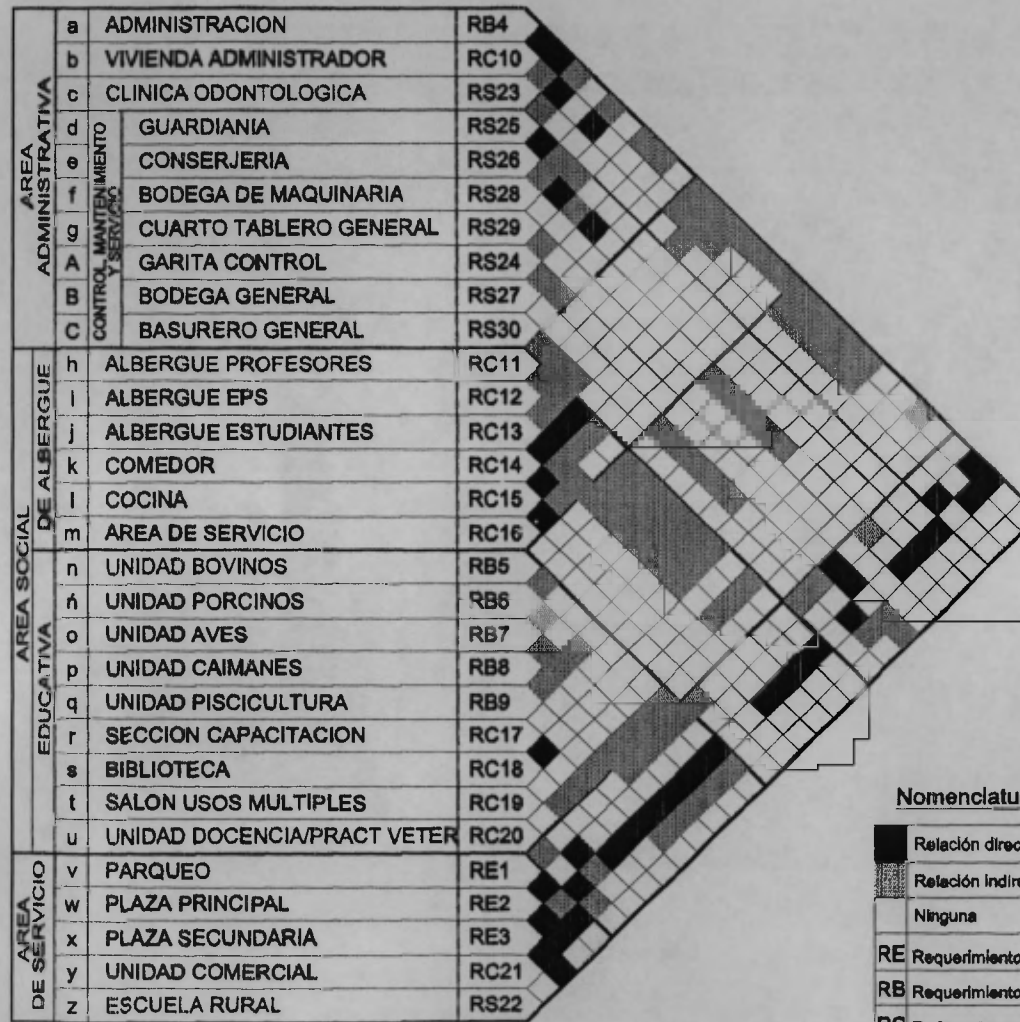 AREA ADMINISTRATIVA
a ADMINISTRACION RB4
b VIVIENDA ADMINISTRADOR RC10
c CLINICA ODONTOLOGICA RS23
CONTROL, MANTENIMIENTO Y SERVICIO
d GUARDIANIA RS25
e CONSERJERIA RS26
f BODEGA DE MAQUINARIA RS28
g CUARTO TABLERO GENERAL RS29
A GARITA CONTROL RS24
B BODEGA GENERAL RS27
C BASURERO GENERAL RS30
AREA SOCIAL
DE ALBERGUE
h ALBERGUE PROFESORES RC11
i ALBERGUE EPS RC12
j ALBERGUE ESTUDIANTES RC13
k COMEDOR RC14
l COCINA RC15
m AREA DE SERVICIO RC16
EDUCATIVA
n UNIDAD BOVINOS RB5
ń UNIDAD PORCINOS RB6
o UNIDAD AVES RB7
p UNIDAD CAIMANES RB8
q UNIDAD PISCICULTURA RB9
r SECCION CAPACITACION RC17
s BIBLIOTECA RC18
t SALON USOS MULTIPLES RC19
u UNIDAD DOCENCIA/PRACT VETER RC20
AREA DE SERVICIO
v PARQUEO RE1
w PLAZA PRINCIPAL RE2
x PLAZA SECUNDARIA RE3
y UNIDAD COMERCIAL RC21
z ESCUELA RURAL RS22
Nomenclatu
Relación direc
Relación indire
Ninguna
RE Requerimiento
RB Requerimiento